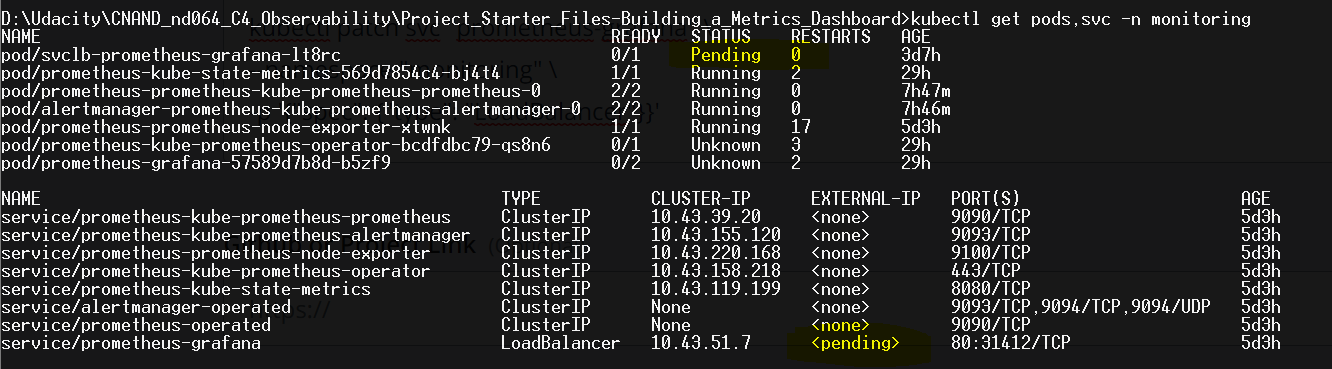 kubectl patch svc "prometheus-grafana"
D:\Udacity\CNAND_nd064_C4_Observability\Project_Starter_Files-Building_a_Metrics_Dashboard>kubectl get pods,svc -n monitoring
NAME READY STATUS RESTARTS AGE
pod/svclb-prometheus-grafana-lt8rc 0/1 Pending 0 3d7h
pod/prometheus-kube-state-metrics-569d7854c4-bj4t4 1/1 Running 2 29h
pod/prometheus-prometheus-kube-prometheus-prometheus-0 2/2 Running 0 7h47m
pod/alertmanager-prometheus-kube-prometheus-alertmanager-0 2/2 Running 0 7h46m
pod/prometheus-prometheus-node-exporter-xtwnk 1/1 Running 17 5d3h
pod/prometheus-kube-prometheus-operator-bcdfdbc79-qs8n6 0/1 Unknown 3 29h
pod/prometheus-grafana-57589d7b8d-b5zf9 0/2 Unknown 2 29h
NAME TYPE CLUSTER-IP EXTERNAL-IP PORT(S) AGE
service/prometheus-kube-prometheus-prometheus ClusterIP 10.43.39.20 <none> 9090/TCP 5d3h
service/prometheus-kube-prometheus-alertmanager ClusterIP 10.43.155.120 <none> 9093/TCP 5d3h
service/prometheus-prometheus-node-exporter ClusterIP 10.43.220.168 <none> 9100/TCP 5d3h
service/prometheus-kube-prometheus-operator ClusterIP 10.43.158.218 <none> 443/TCP 5d3h
service/prometheus-kube-state-metrics ClusterIP 10.43.119.199 <none> 8080/TCP 5d3h
service/alertmanager-operated ClusterIP None <none> 9093/TCP,9094/TCP,9094/UDP 5d3h
service/prometheus-operated ClusterIP None <none> 9090/TCP 5d3h
service/prometheus-grafana LoadBalancer 10.43.51.7 <pending> 80:31412/TCP 5d3h